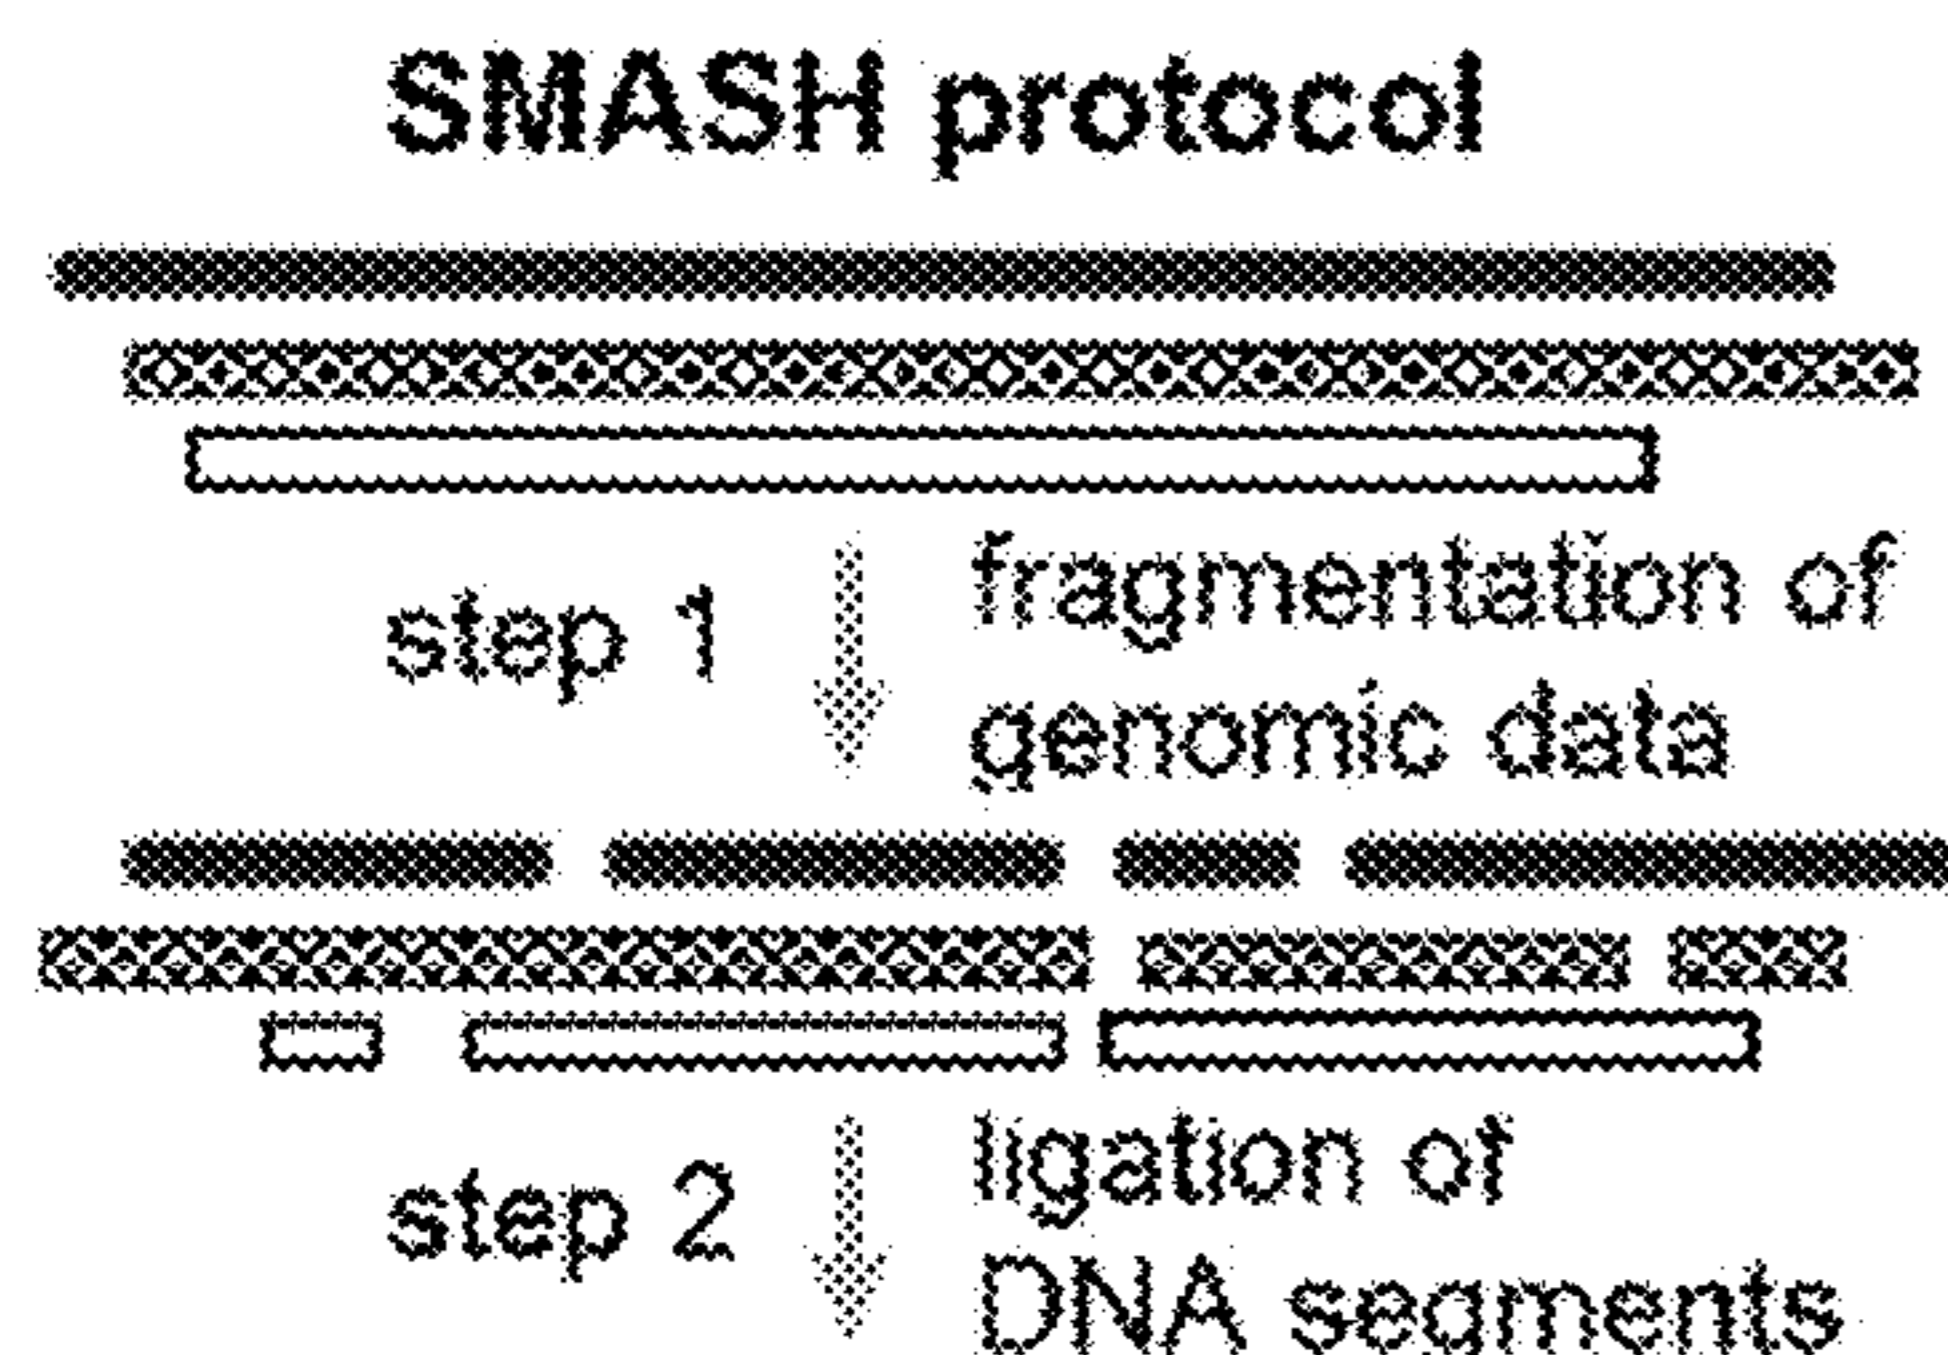 SMASH protocol
step 1
fragmentation of
genomic data
step 2
ligation of
DNA segments